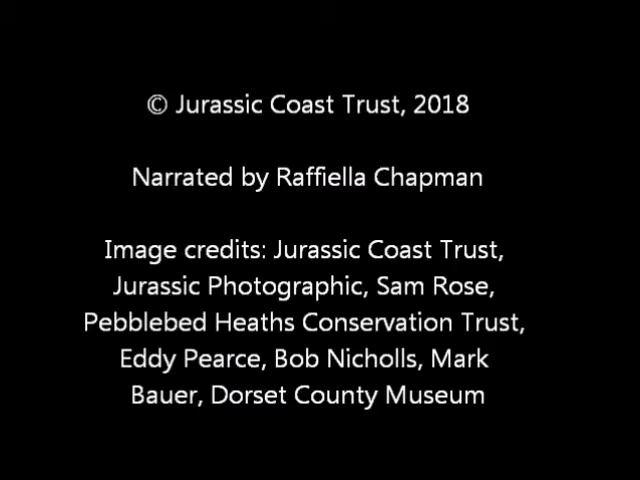 © Jurassic Coast Trust, 2018
Narrated by Raffiella Chapman
Image credits: Jurassic Coast Trust,
Jurassic Photographic, Sam Rose,
Pebblebed Heaths Conservation Trust,
Eddy Pearce, Bob Nicholls, Mark
Bauer, Dorset County Museum